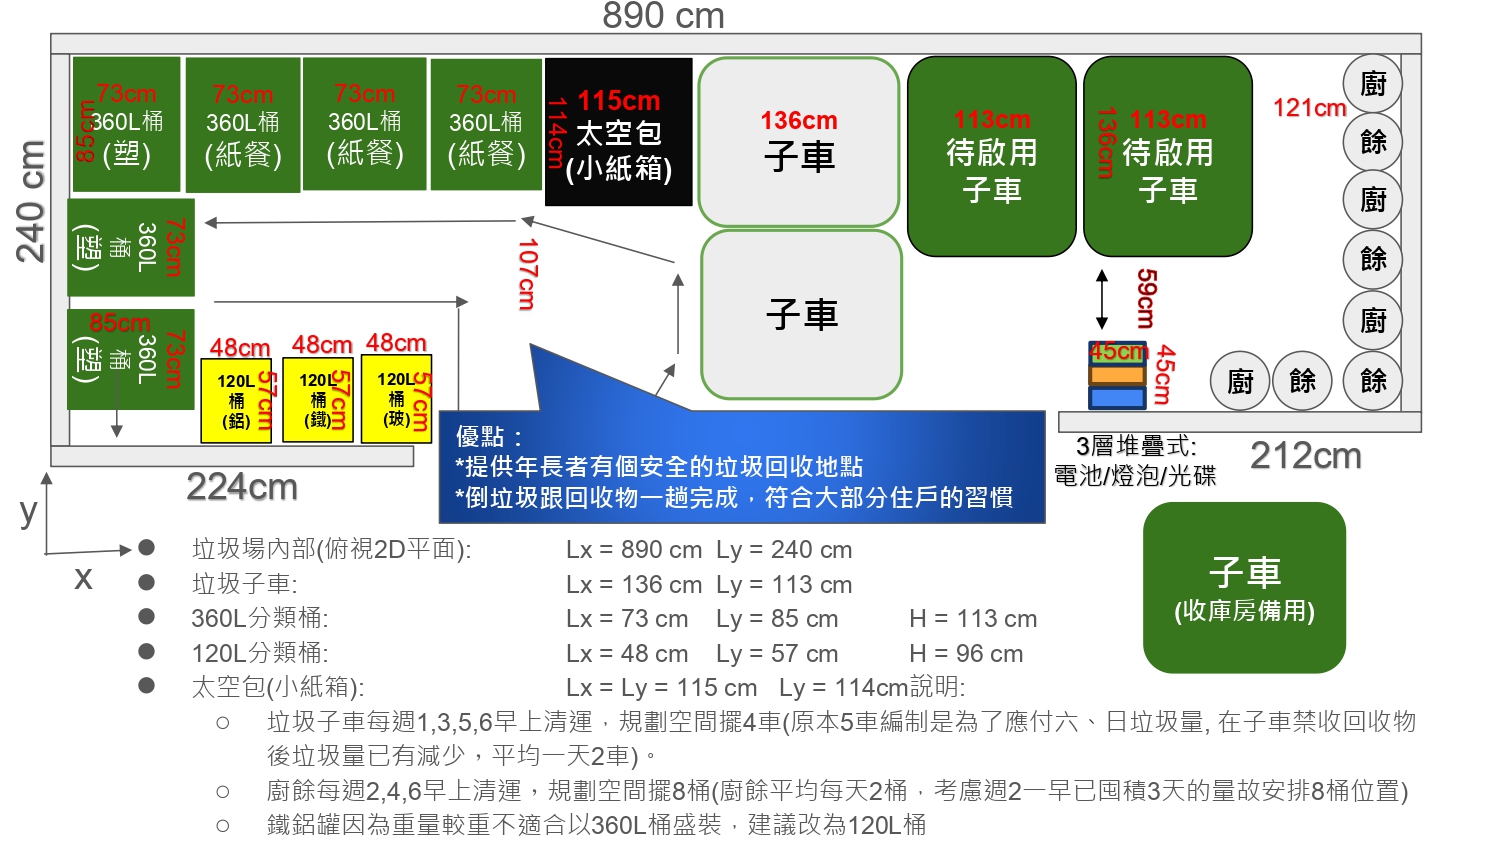 890 cm
240 cm
73cm
85cm
360L桶
(塑)
73cm
360L桶
(紙餐)
73cm
360L桶
(紙餐)
73cm
360L桶
(紙餐)
115cm
114cm
太空包
(小紙箱)
136cm
子車
113cm
待啟用
子車
136cm
113cm
待啟用
子車
121cm
廚
餘
廚
餘
廚
餘
廚
餘
73cm
360L
桶
(塑)
85cm
73cm
360L
桶
(塑)
107cm
子車
59cm
45cm
45cm
48cm
57cm
120L
桶
(鋁)
48cm
57cm
120L
桶
(鐵)
48cm
57cm
120L
桶
(玻)
優點：
*提供年長者有個安全的垃圾回收地點
*倒垃圾跟回收物一趟完成，符合大部分住戶的習慣
3層堆疊式:
電池/燈泡/光碟
212cm
224cm
y
x
子車
(收庫房備用)
● 垃圾場內部(俯視2D平面): Lx = 890 cm Ly = 240 cm
● 垃圾子車: Lx = 136 cm Ly = 113 cm
● 360L分類桶: Lx = 73 cm Ly = 85 cm H = 113 cm
● 120L分類桶: Lx = 48 cm Ly = 57 cm H = 96 cm
● 太空包(小紙箱): Lx = Ly = 115 cm Ly = 114cm說明:
○ 垃圾子車每週1,3,5,6早上清運，規劃空間擺4車(原本5車編制是為了應付六、日垃圾量, 在子車禁收回收物
後垃圾量已有減少，平均一天2車)。
○ 廚餘每週2,4,6早上清運，規劃空間擺8桶(廚餘平均每天2桶，考慮週2一早已囤積3天的量故安排8桶位置)
○ 鐵鋁罐因為重量較重不適合以360L桶盛裝，建議改為120L桶